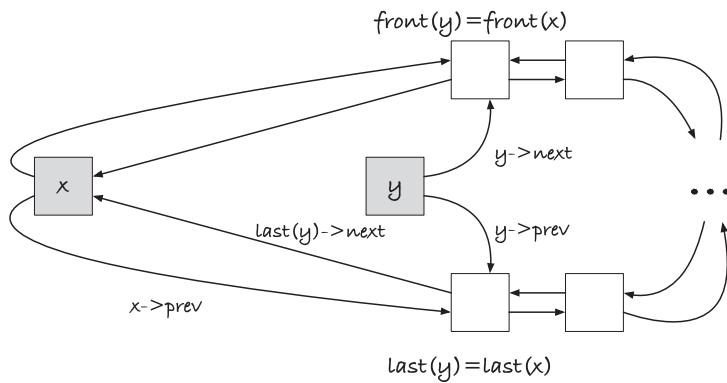 front(y)=front(x)
y->next
x
y
...
last(y)->next
y->prev
x->prev
last(y)=last(x)